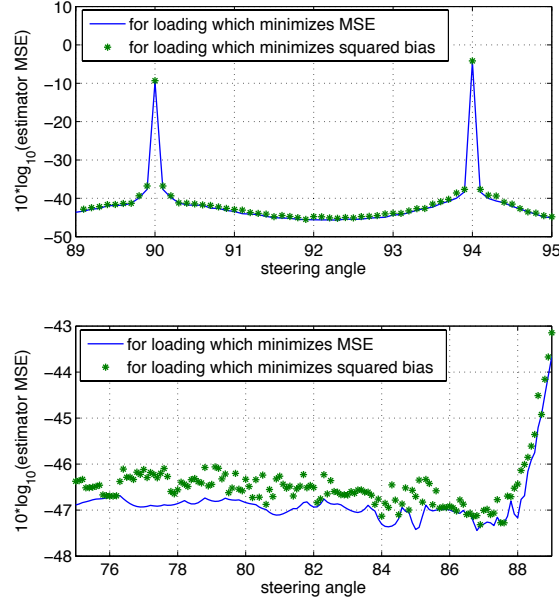 10
0
−10
−20
−30
−40
−50
10*log10(estimator MSE)
for loading which minimizes MSE
for loading which minimizes squared bias
89 90 91 92 93 94 95
steering angle
−43
−44
−45
−46
−47
−48
10*log10(estimator MSE)
for loading which minimizes MSE
for loading which minimizes squared bias
76 78 80 82 84 86 88
steering angle